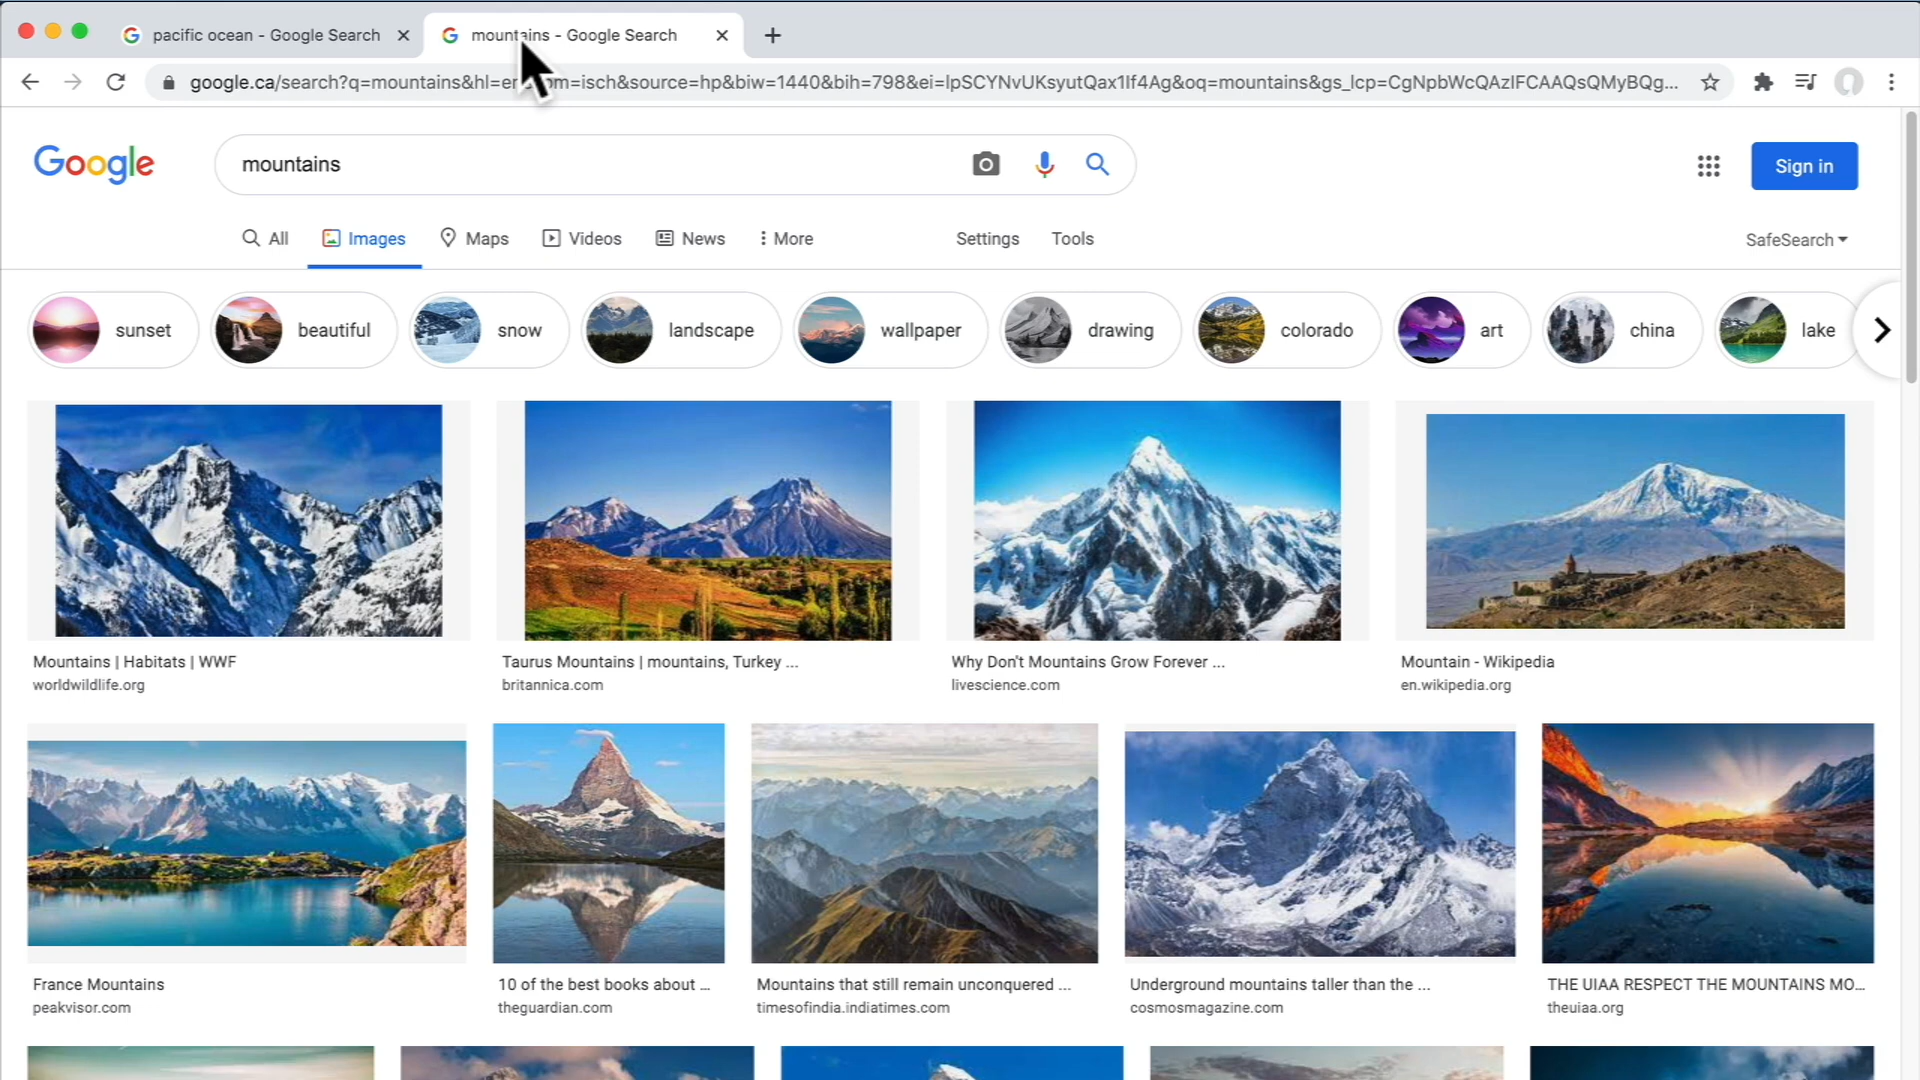 pacific ocean - Google Search
mountains - Google Search
google.ca/search?q=mountains&hl=en om=isch&source=hp&biw=1440&bih=798&ei=lpSCYNvUKsyutQax1If4Ag&oq=mountains&gs_lcp=CgNpbWcQAzIFCAAQsQMyBQg...
Google
mountains
Sign in
All
Images
Maps
Videos
News
More
Settings
Tools
SafeSearch
sunset
beautiful
snow
landscape
wallpaper
drawing
colorado
art
china
lake
Mountains | Habitats | WWF
worldwildlife.org
Taurus Mountains | mountains, Turkey ...
britannica.com
Why Don't Mountains Grow Forever ...
livescience.com
Mountain - Wikipedia
en.wikipedia.org
France Mountains
peakvisor.com
10 of the best books about ...
theguardian.com
Mountains that still remain unconquered ...
timesofindia.indiatimes.com
Underground mountains taller than the ...
cosmosmagazine.com
THE UIAA RESPECT THE MOUNTAINS MO...
theuiaa.org